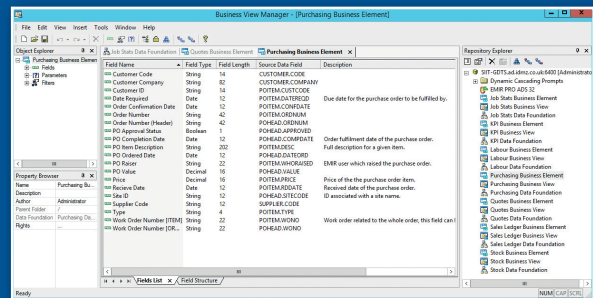 Business View Manager - [Purchasing Business Element]
File Edit View Insert Tools Window Help
Object Explorer
Purchasing Business Elemen
Fields
Parameters
Filters
Property Browser
Name Purchasing Bu...
Description
Author Administrator
Parent Folder /
Data Foundation Purchasing Da...
Rights ...
Job Stats Data Foundation Quotes Business Element Purchasing Business Element
Field Name Field Type Field Length Source Data Field Description
Customer Code String 14 CUSTOMER.CODE
Customer Company String 82 CUSTOMER.COMPANY
Customer ID String 14 CUSTOMER.ID
Date Required Date 12 POITEM.DATEREQD Due date for the purchase order to be fulfilled by.
Order Confirmation Date Date 12 POITEM.CONFDATE
Order Number String 42 POITEM.ORDNUM
Order Number (Header) String 42 POHEAD.ORDNUM
PO Approval Status Boolean 1 POHEAD.APPROVED
PO Completion Date Date 12 POHEAD.COMPDATE Order fulfilment date of the purchase order.
PO Item Description String 202 POITEM.DESC Full description for a given item.
PO Ordered Date Date 12 POHEAD.DATEORD
PO Raiser String 22 POITEM.WHORAISED EMIR user which raised the purchase order.
PO Value Decimal 16 POHEAD.VALUE
Price Decimal 16 POITEM.PRICE Price of the the purchase order item.
Recieve Date Date 12 POITEM.RDDATE Received date of the purchase order.
Site ID String 12 POHEAD.SITECODE ID associated with a site name.
Supplier Code String 12 SUPPLIER.CODE
Type String 4 POITEM.TYPE
Work Order Number [ITEM] String 22 POITEM.WONO Work order related to the whole order, this field can l
Work Order Number [OR... String 22 POHEAD.WONO
Fields List Field Structure
Repository Explorer
SIIT-GDT5.ad.idmz.co.uk:6400 [Administrato
Dynamic Cascading Prompts
EMIR PRO ADS 32
Job Stats Business Element
Job Stats Business View
Job Stats Data Foundation
KPI Business Element
KPI Business View
KPI Data Foundation
Labour Business Element
Labour Business View
Labour Data Foundation
Purchasing Business Element
Purchasing Business View
Purchasing Data Foundation
Quotes Business Element
Quotes Business View
Quotes Data Foundation
Sales Ledger Business Element
Sales Ledger Business View
Sales Ledger Data Foundation
Stock Business Element
Stock Business View
Stock Data Foundation
Ready NUM CAP SCRL